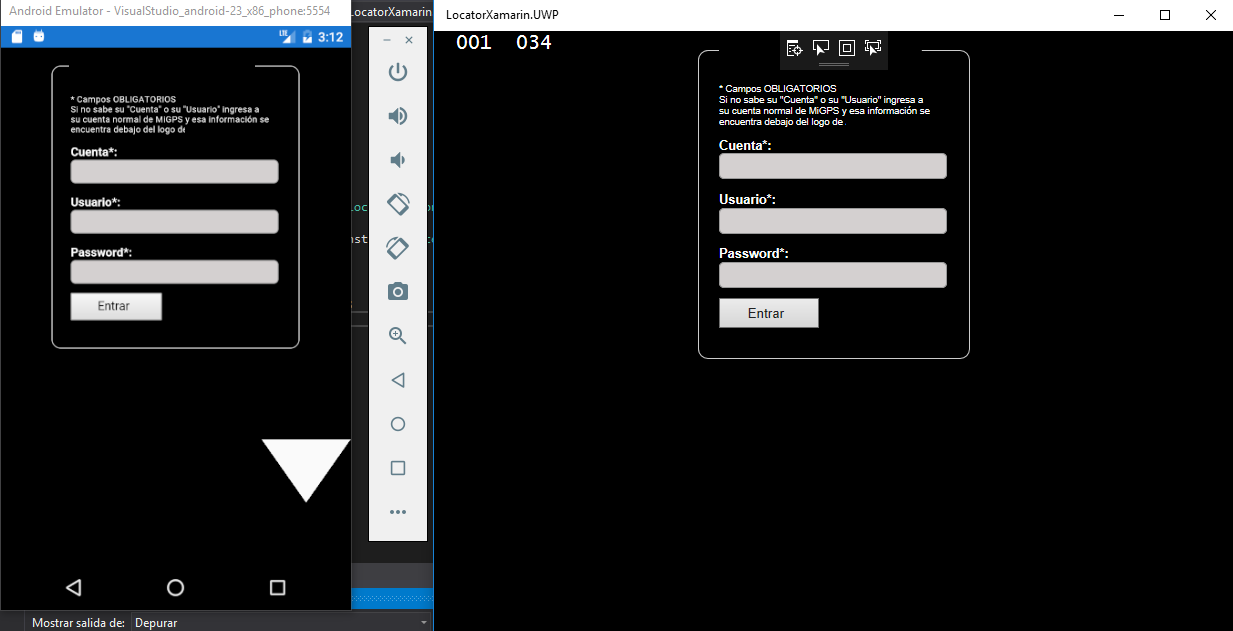 Android Emulator - VisualStudio_android-23_x86_phone:5554
LTE
3:12
* Campos OBLIGATORIOS
Si no sabe su "Cuenta" o su "Usuario" ingresa a
su cuenta normal de MiGPS y esa información se
encuentra debajo del logo de
Cuenta*:
Usuario*:
Password*:
Entrar
Mostrar salida de:
Depurar
LocatorXamarin
LocatorXamarin.UWP
001 034
* Campos OBLIGATORIOS
Si no sabe su "Cuenta" o su "Usuario" ingresa a
su cuenta normal de MiGPS y esa información se
encuentra debajo del logo de
Cuenta*:
Usuario*:
Password*:
Entrar